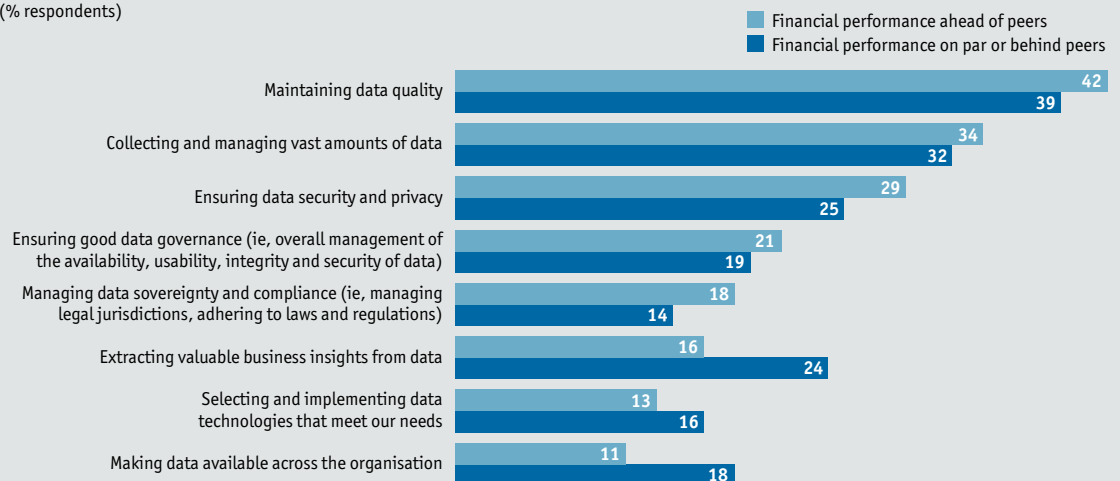 (% respondents)
Financial performance ahead of peers
Financial performance on par or behind peers
Maintaining data quality
42
39
Collecting and managing vast amounts of data
34
32
Ensuring data security and privacy
29
25
Ensuring good data governance (ie, overall management of
the availability, usability, integrity and security of data)
21
19
Managing data sovereignty and compliance (ie, managing
legal jurisdictions, adhering to laws and regulations)
18
14
Extracting valuable business insights from data
16
24
Selecting and implementing data
technologies that meet our needs
13
16
Making data available across the organisation
11
18